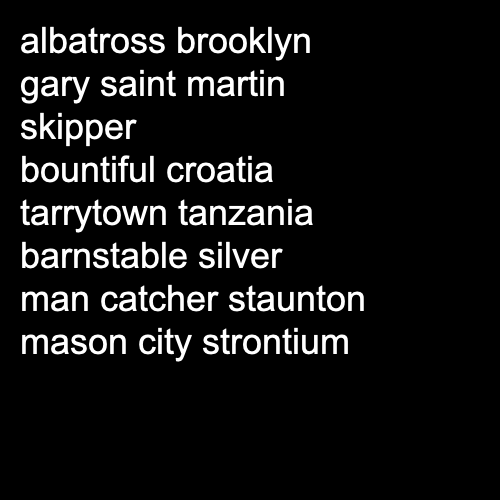 albatross brooklyn
gary saint martin
skipper
bountiful croatia
tarrytown tanzania
barnstable silver
man catcher staunton
mason city strontium